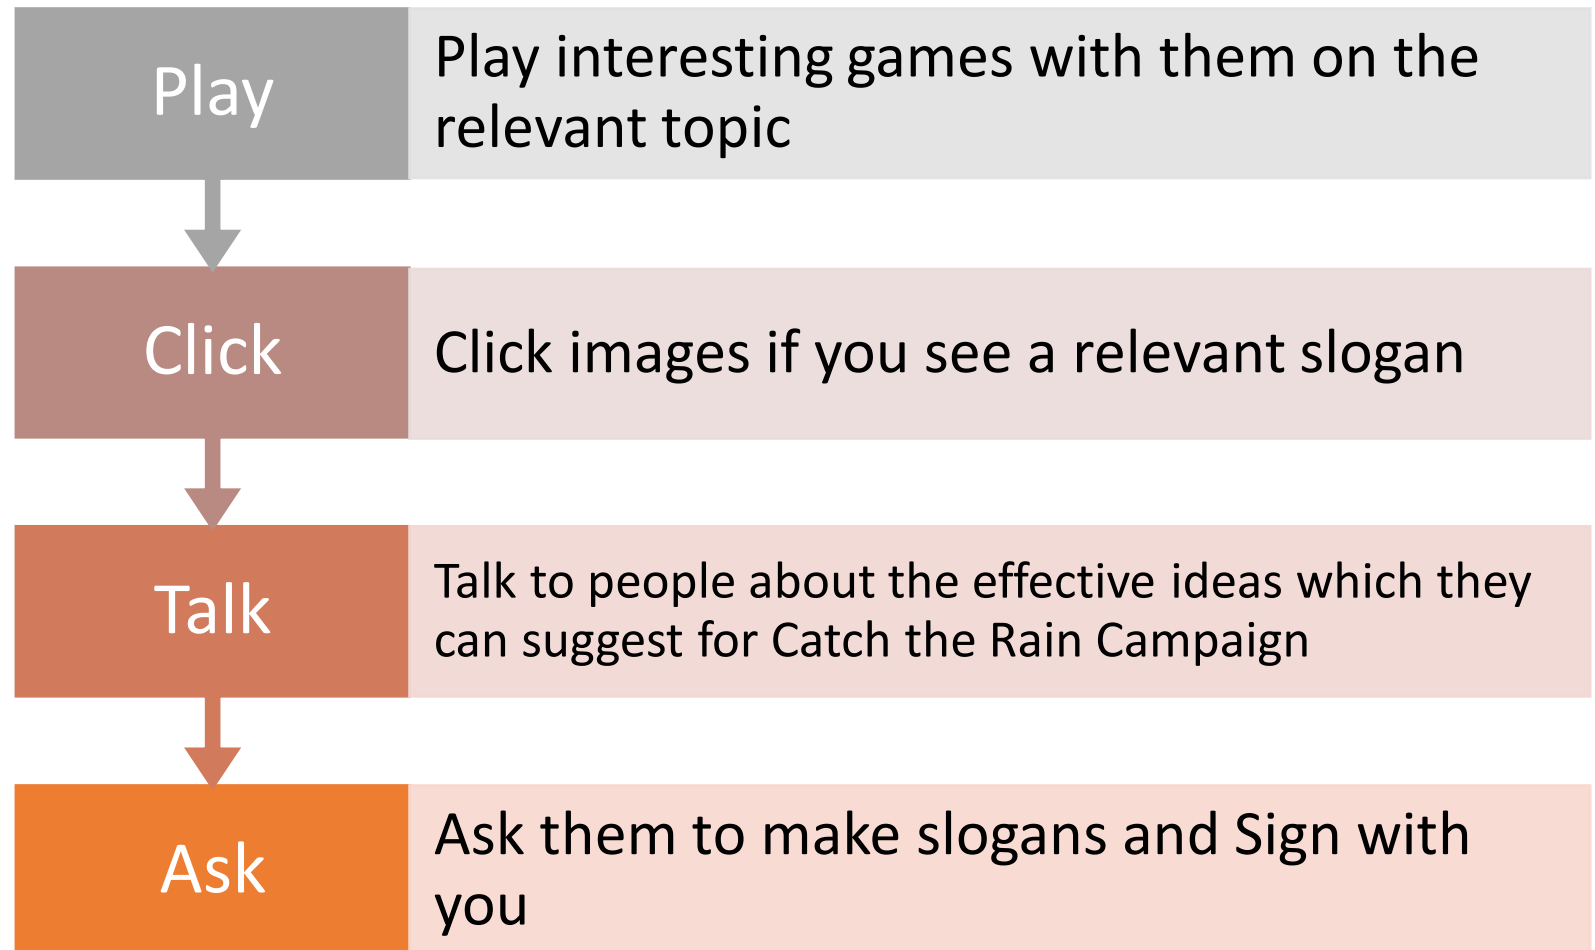 Play
Play interesting games with them on the
relevant topic
Click
Click images if you see a relevant slogan
Talk
Talk to people about the effective ideas which they
can suggest for Catch the Rain Campaign
Ask
Ask them to make slogans and Sign with
you